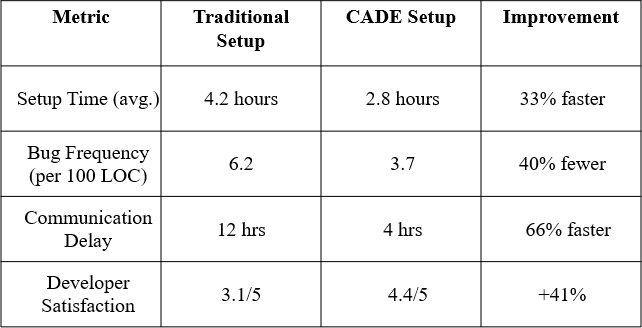 Metric Traditional Setup CADE Setup Improvement
Setup Time (avg.) 4.2 hours 2.8 hours 33% faster
Bug Frequency (per 100 LOC) 6.2 3.7 40% fewer
Communication Delay 12 hrs 4 hrs 66% faster
Developer Satisfaction 3.1/5 4.4/5 +41%